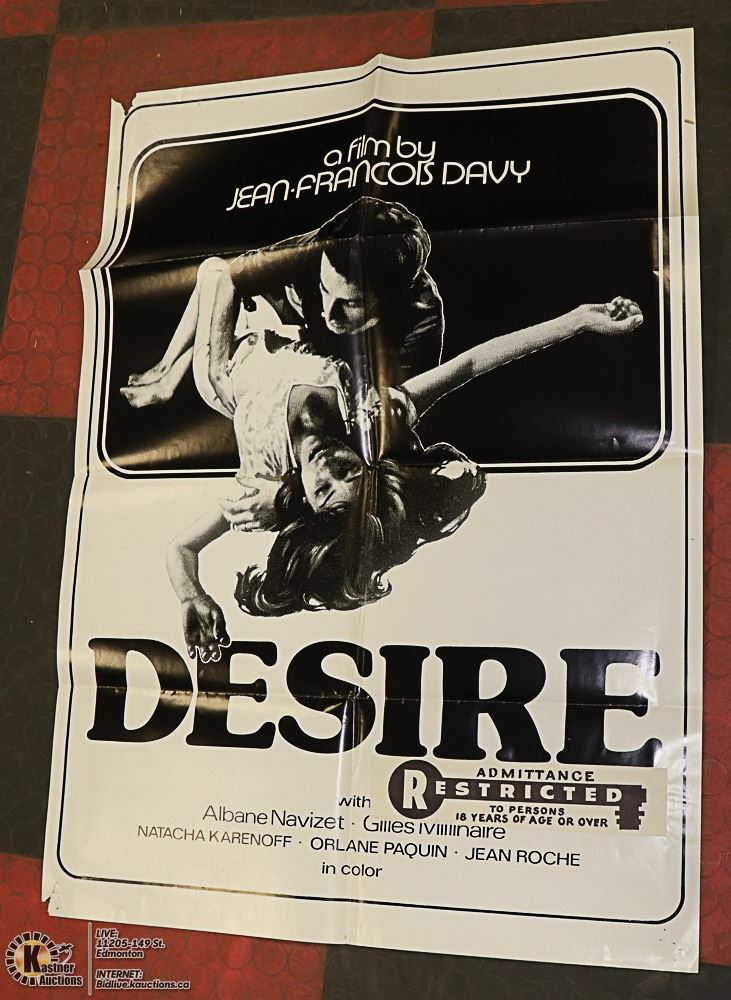 a film by
JEAN-FRANCOIS DAVY
DESIRE
ADMITTANCE
RESTRICTED
TO PERSONS
18 YEARS OF AGE OR OVER
with
Albane Navizet · Gilles Millinaire
NATACHA KARENOFF · ORLANE PAQUIN · JEAN ROCHE
in color
Kastner
Auctions
LIVE:
11205-149 St.
Edmonton
INTERNET:
Bidlive.kauctions.ca